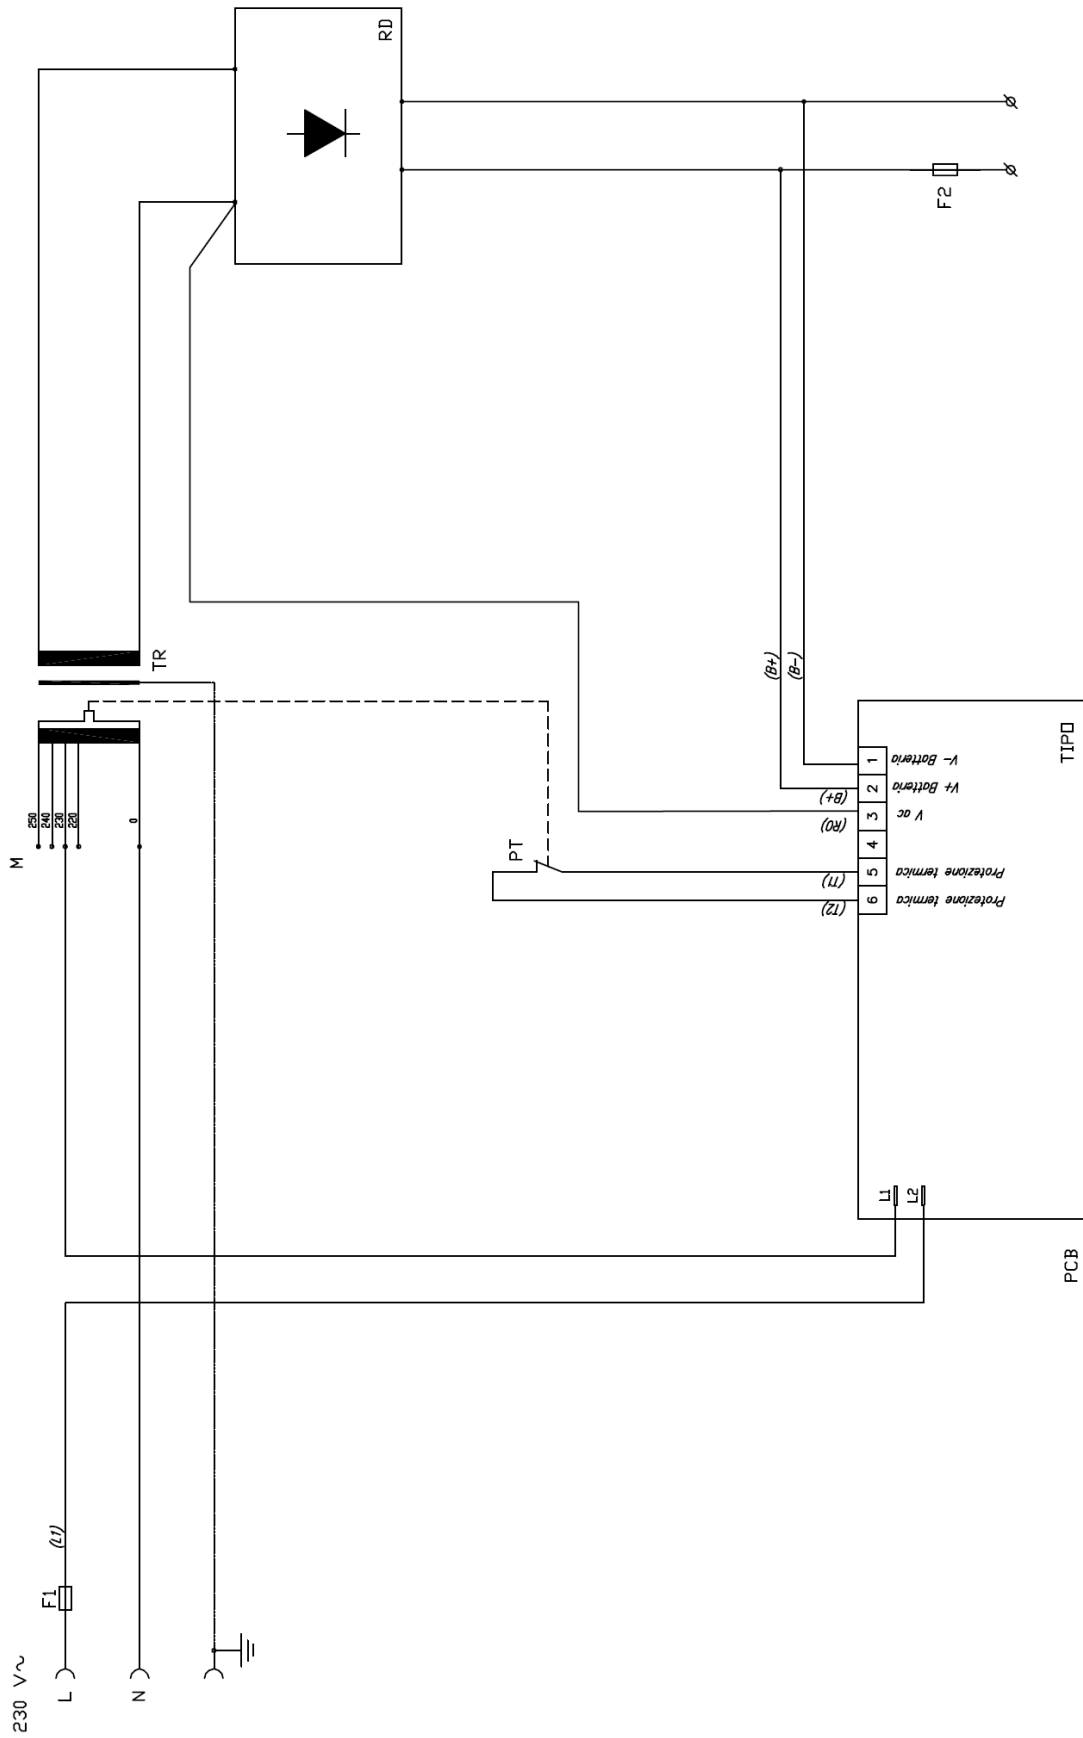 230 V~
L
N
F1
(L1)
M
250
240
230
220
0
TR
RD
F2
PT
(B+)
(B-)
(B+)
(R0)
(T1)
(T2)
1
2
3
4
5
6
V- Batteria
V+ Batteria
V ac
Protezione termica
Protezione termica
L1
L2
TIPO
PCB